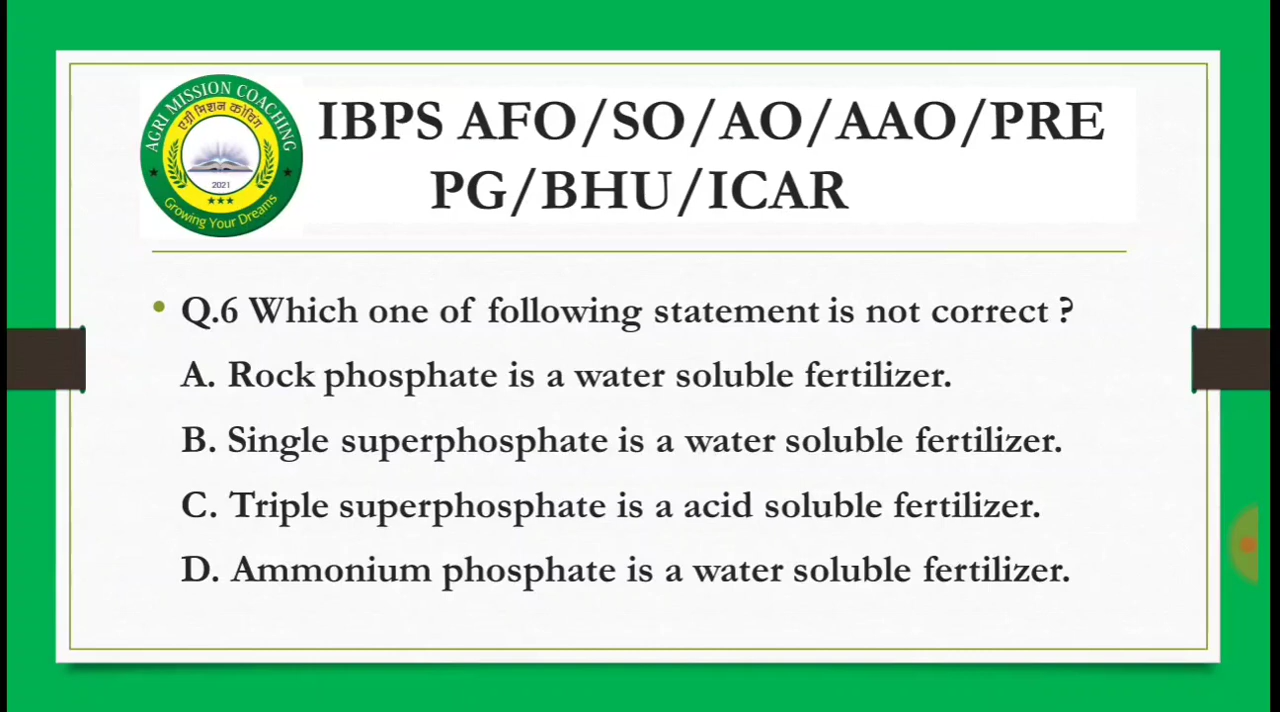 AGRI MISSION COACHING
एग्री मिशन कोचिंग
2021
Growing Your Dreams
IBPS AFO/SO/AO/AAO/PRE
PG/BHU/ICAR
• Q.6 Which one of following statement is not correct ?
A. Rock phosphate is a water soluble fertilizer.
B. Single superphosphate is a water soluble fertilizer.
C. Triple superphosphate is a acid soluble fertilizer.
D. Ammonium phosphate is a water soluble fertilizer.